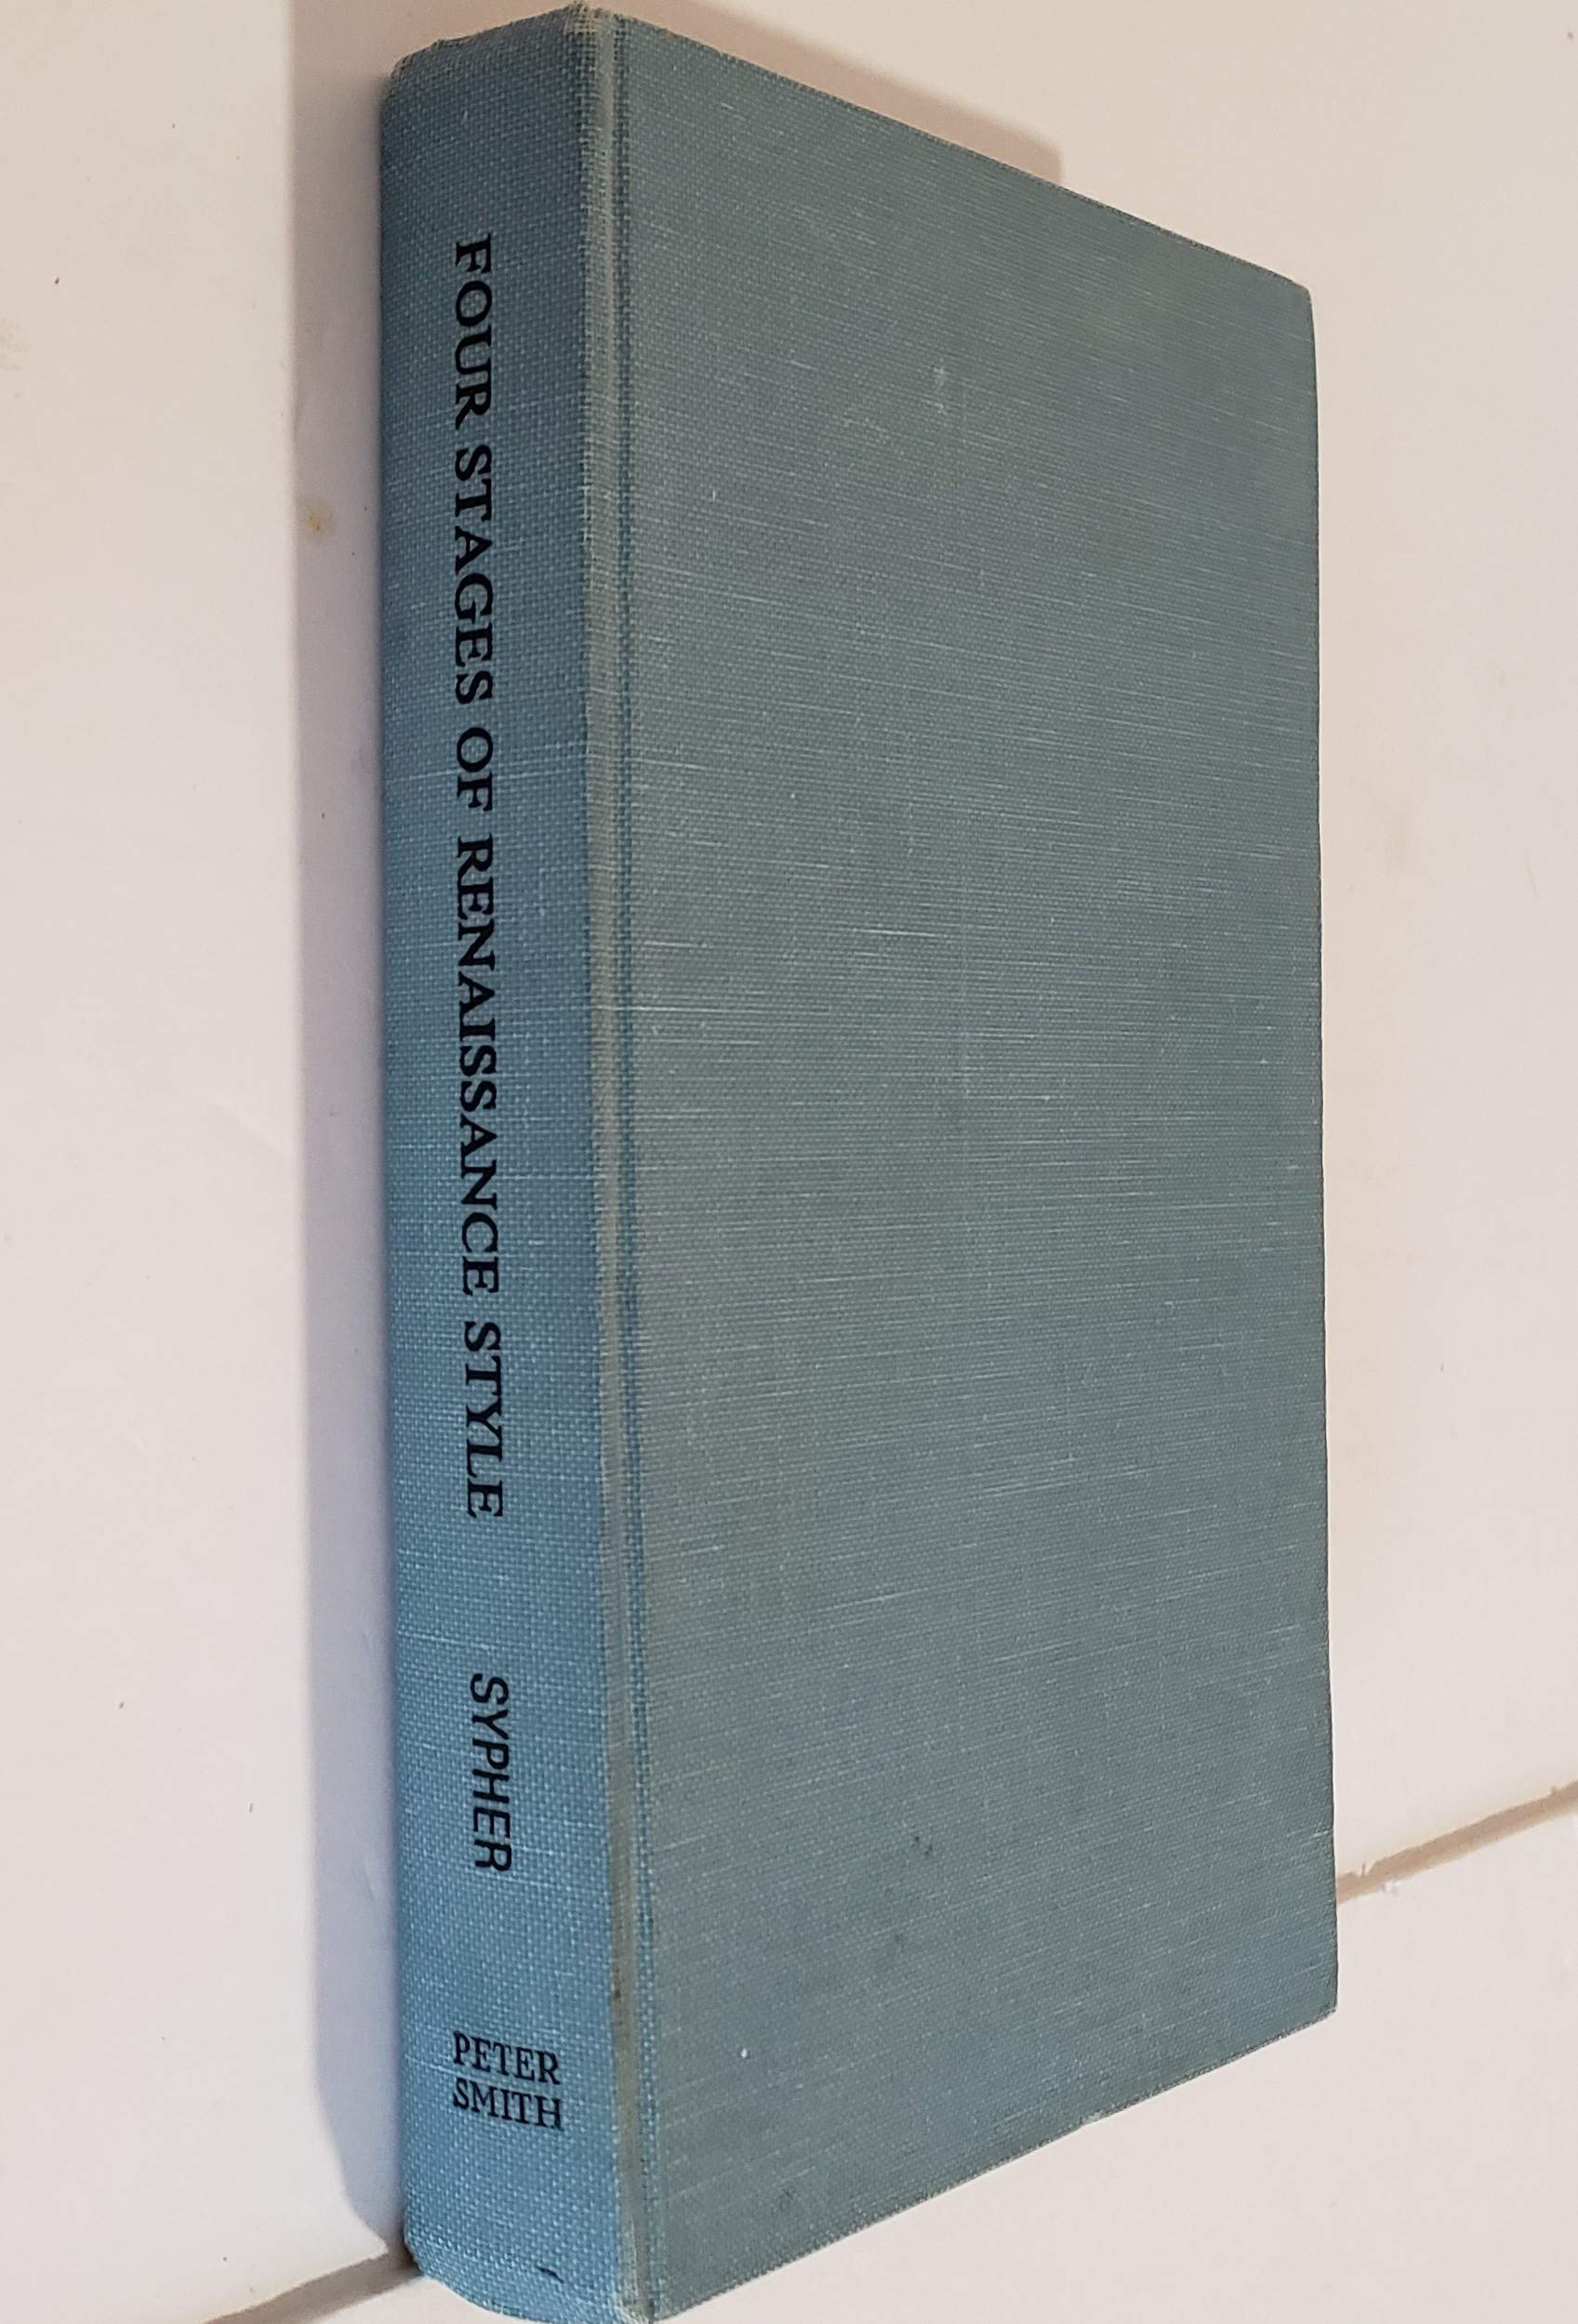 FOUR STAGES OF RENAISSANCE STYLE
SYPHER
PETER
SMITH